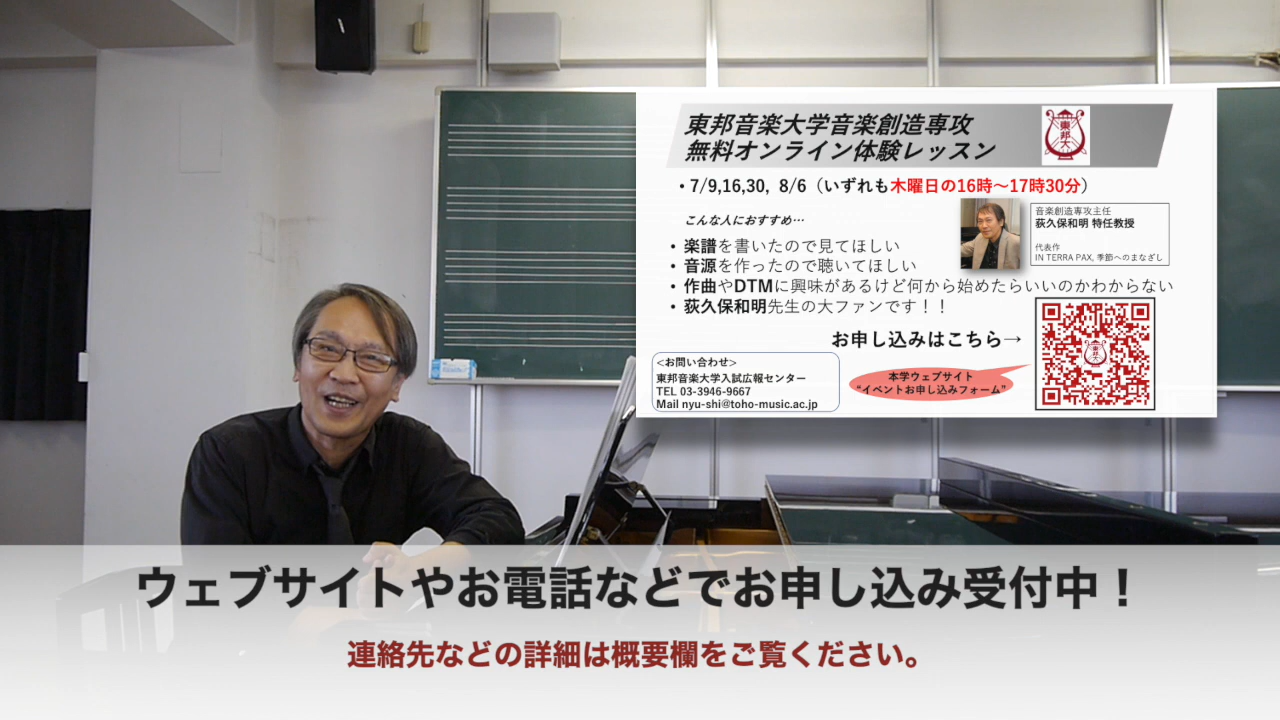 東邦音楽大学音楽創造専攻
無料オンライン体験レッスン
東邦大
• 7/9,16,30, 8/6（いずれも木曜日の16時～17時30分）
こんな人におすすめ…
• 楽譜を書いたので見てほしい
• 音源を作ったので聴いてほしい
• 作曲やDTMに興味があるけど何から始めたらいいのかわからない
• 荻久保和明先生の大ファンです！！
音楽創造専攻主任
荻久保和明 特任教授
代表作
IN TERRA PAX, 季節へのまなざし
お申し込みはこちら→
<お問い合わせ>
東邦音楽大学入試広報センター
TEL 03-3946-9667
Mail nyu-shi@toho-music.ac.jp
本学ウェブサイト
“イベントお申し込みフォーム”
東邦大
ウェブサイトやお電話などでお申し込み受付中！
連絡先などの詳細は概要欄をご覧ください。